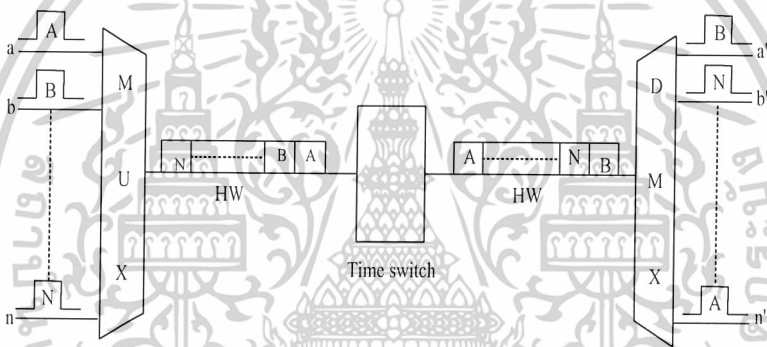 a A
b B
n N
M
U
X
N B A
HW
Time switch
A N B
HW
D
M
X
B a'
N b'
A n'